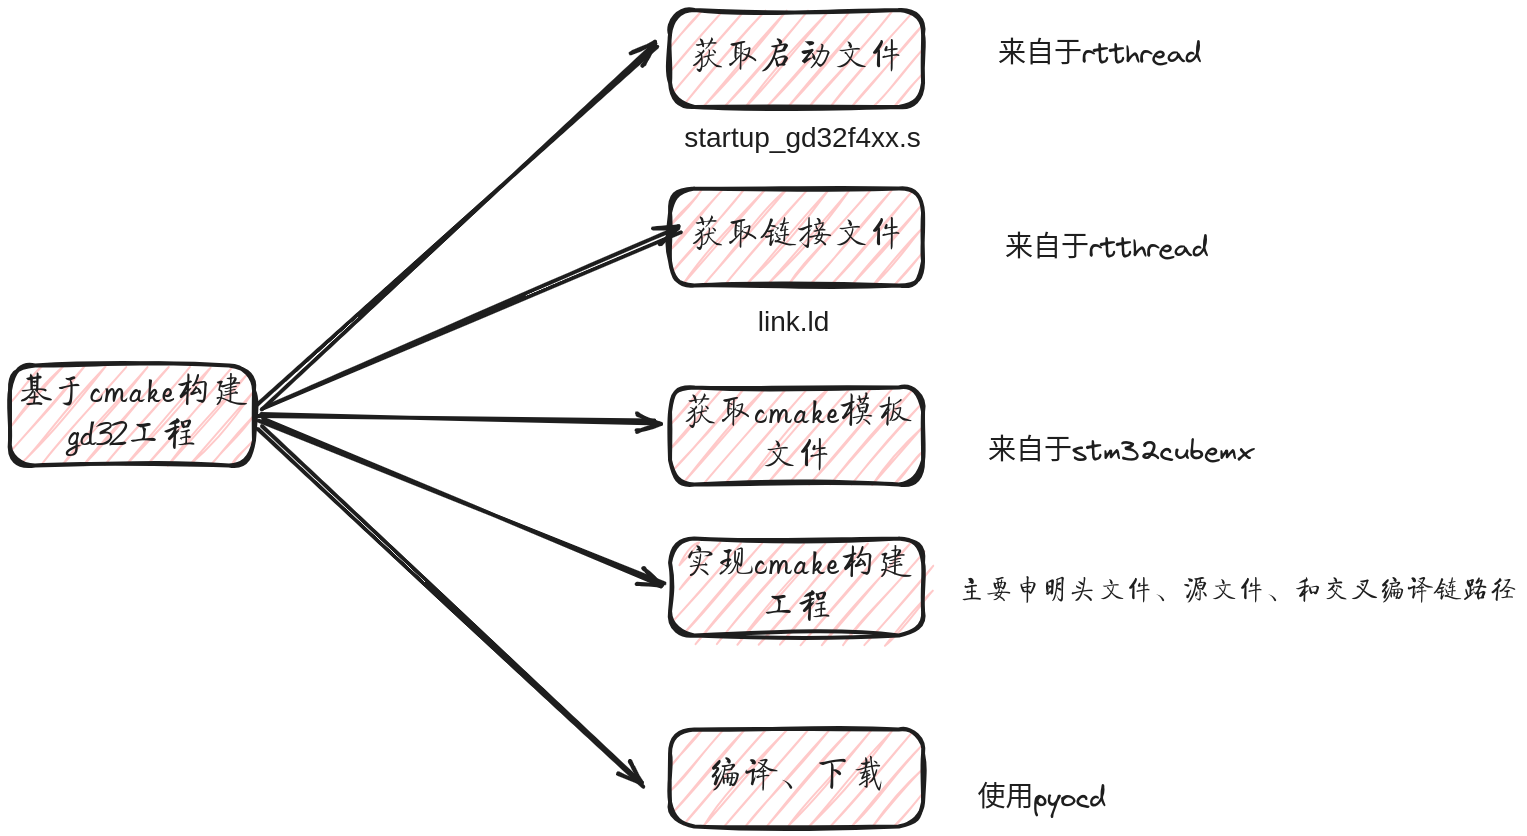 获取启动文件
来自于rtthread
startup_gd32f4xx.s
获取链接文件
来自于rtthread
link.ld
基于cmake构建
gd32工程
获取cmake模板
文件
来自于stm32cubemx
实现cmake构建
工程
主要申明头文件、源文件、和交叉编译链路径
编译、下载
使用pyocd